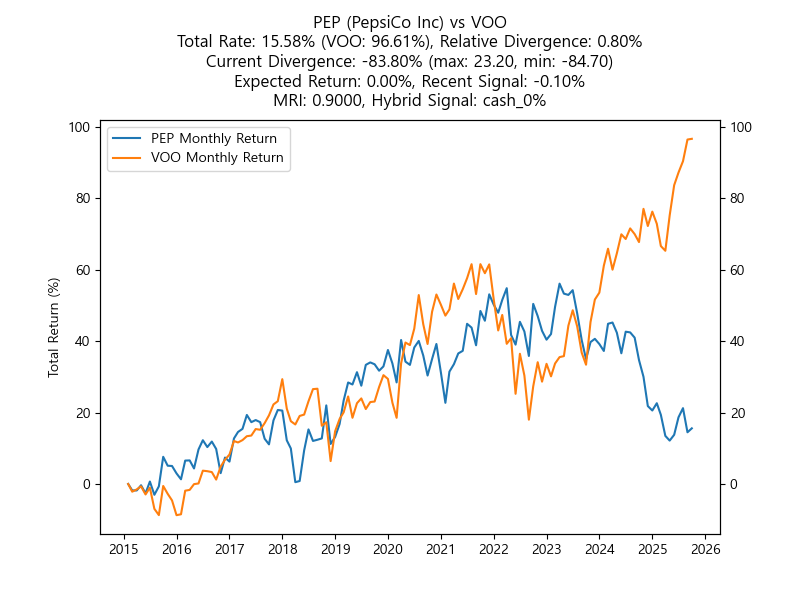 PEP (PepsiCo Inc) vs VOO
Total Rate: 15.58% (VOO: 96.61%), Relative Divergence: 0.80%
Current Divergence: -83.80% (max: 23.20, min: -84.70)
Expected Return: 0.00%, Recent Signal: -0.10%
MRI: 0.9000, Hybrid Signal: cash_0%
PEP Monthly Return
VOO Monthly Return
Total Return (%)
100
80
60
40
20
0
100
80
60
40
20
0
2015 2016 2017 2018 2019 2020 2021 2022 2023 2024 2025 2026